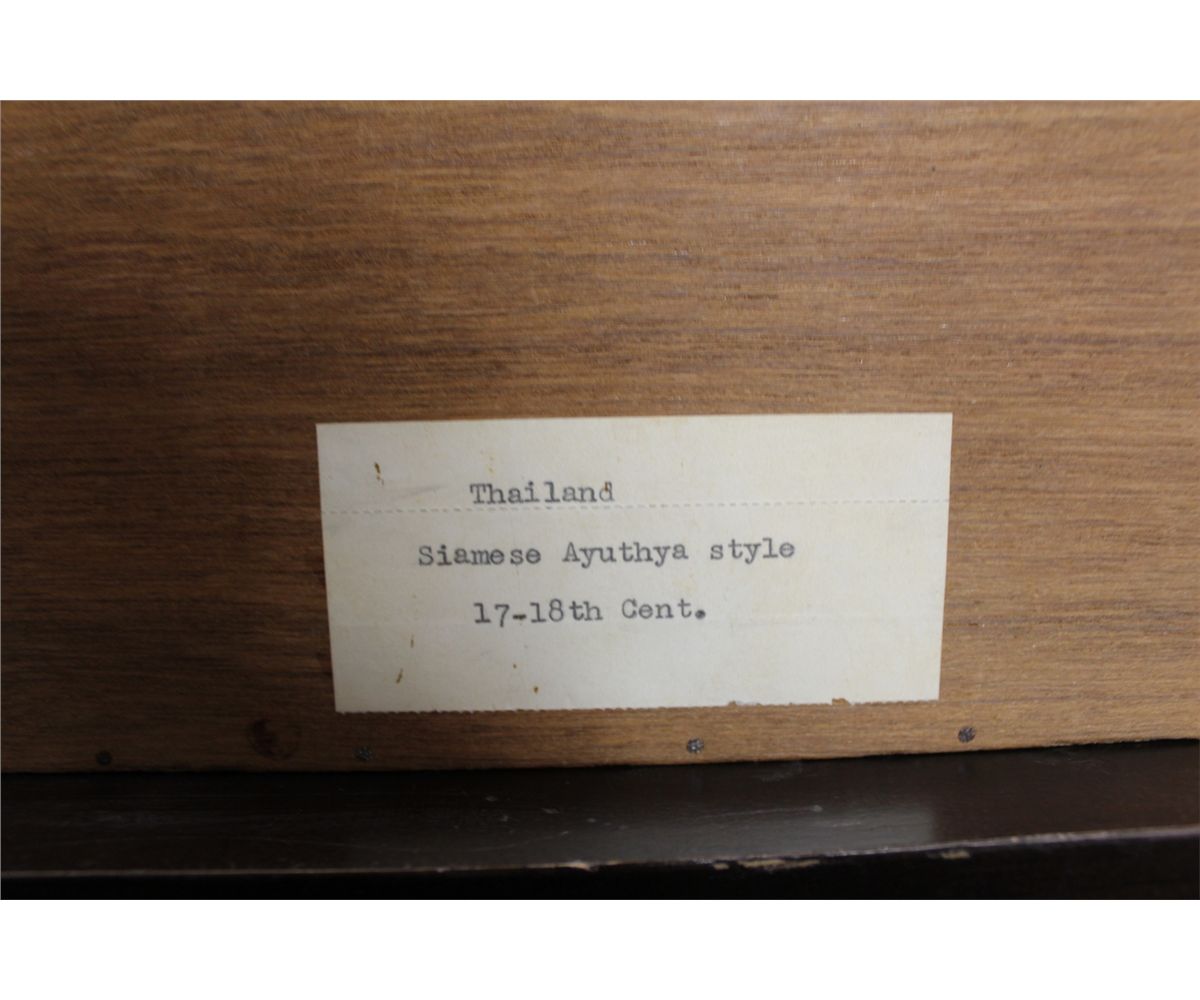 Thailand
Siamese Ayuthya style
17-18th Cent.